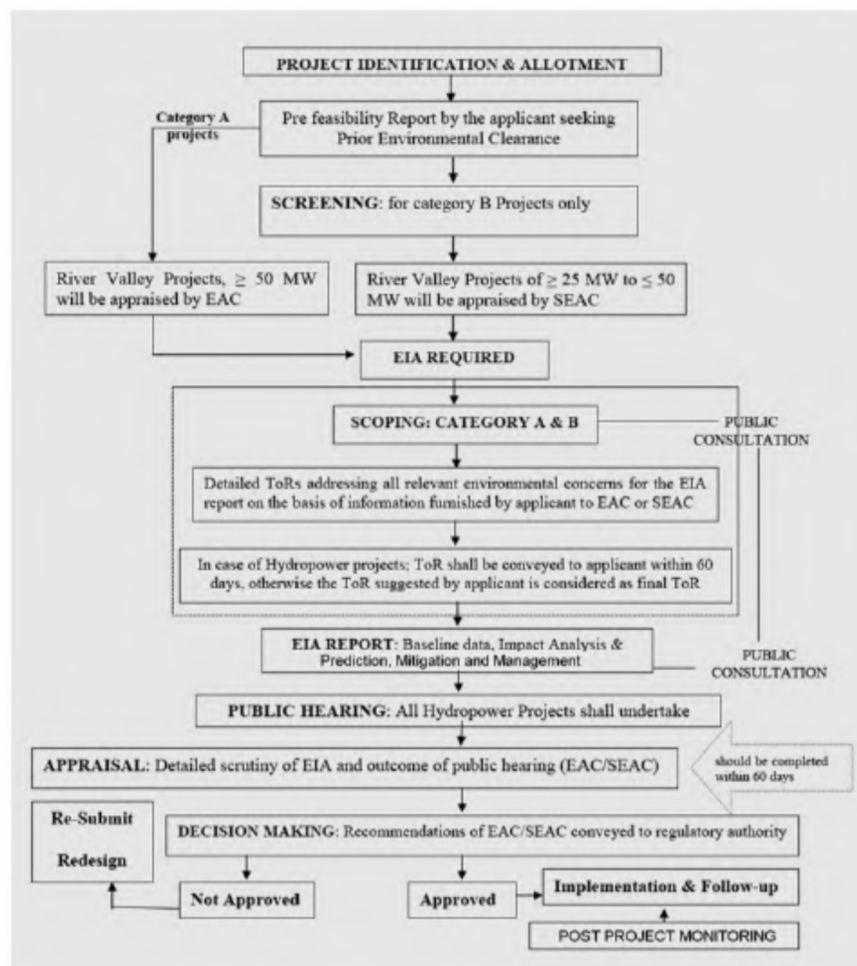 PROJECT IDENTIFICATION & ALLOTMENT
Category A
projects
Pre feasibility Report by the applicant seeking
Prior Environmental Clearance
SCREENING: for category B Projects only
River Valley Projects, ≥ 50 MW
will be appraised by EAC
River Valley Projects of ≥ 25 MW to ≤ 50
MW will be appraised by SEAC
EIA REQUIRED
SCOPING: CATEGORY A & B
PUBLIC
CONSULTATION
Detailed ToRs addressing all relevant environmental concerns for the EIA
report on the basis of information furnished by applicant to EAC or SEAC
In case of Hydropower projects; ToR shall be conveyed to applicant within 60
days, otherwise the ToR suggested by applicant is considered as final ToR
EIA REPORT: Baseline data, Impact Analysis &
Prediction, Mitigation and Management
PUBLIC
CONSULTATION
PUBLIC HEARING: All Hydropower Projects shall undertake
APPRAISAL: Detailed scrutiny of EIA and outcome of public hearing (EAC/SEAC)
should be completed
within 60 days
Re-Submit
Redesign
DECISION MAKING: Recommendations of EAC/SEAC conveyed to regulatory authority
Not Approved
Approved
Implementation & Follow-up
POST PROJECT MONITORING